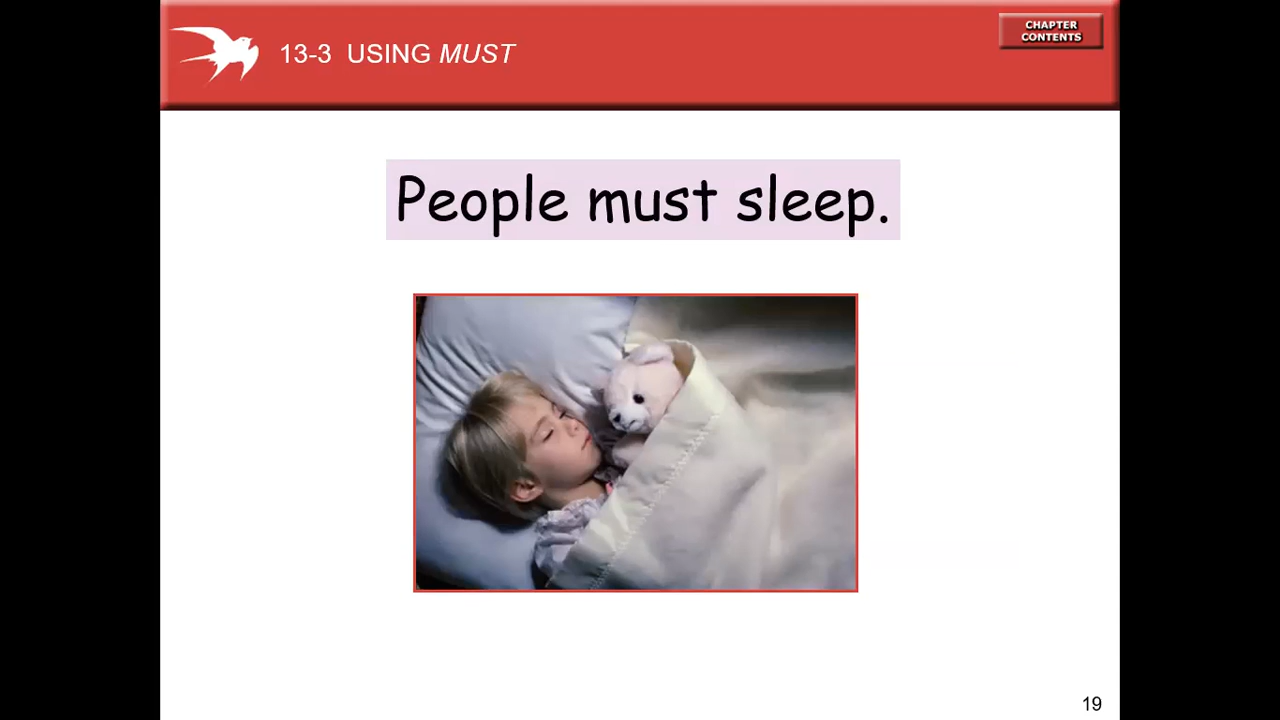 13-3 USING MUST
CHAPTER
CONTENTS
People must sleep.
19